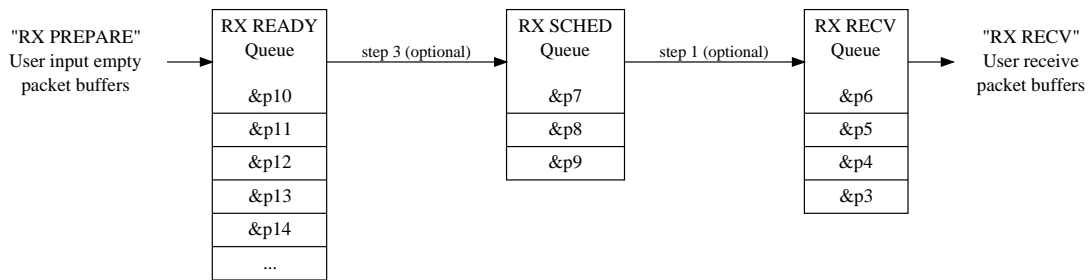 "RX PREPARE"
User input empty
packet buffers
RX READY
Queue
&p10
&p11
&p12
&p13
&p14
...
step 3 (optional)
RX SCHED
Queue
&p7
&p8
&p9
step 1 (optional)
RX RECV
Queue
&p6
&p5
&p4
&p3
"RX RECV"
User receive
packet buffers